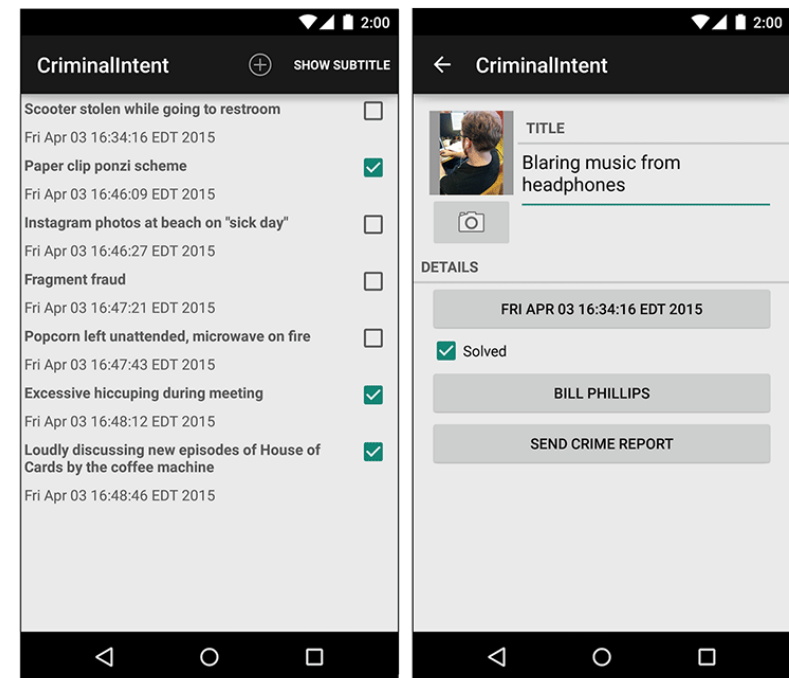 2:00
CriminalIntent
SHOW SUBTITLE
Scooter stolen while going to restroom
Fri Apr 03 16:34:16 EDT 2015
Paper clip ponzi scheme
Fri Apr 03 16:46:09 EDT 2015
Instagram photos at beach on "sick day"
Fri Apr 03 16:46:27 EDT 2015
Fragment fraud
Fri Apr 03 16:47:21 EDT 2015
Popcorn left unattended, microwave on fire
Fri Apr 03 16:47:43 EDT 2015
Excessive hiccuping during meeting
Fri Apr 03 16:48:12 EDT 2015
Loudly discussing new episodes of House of
Cards by the coffee machine
Fri Apr 03 16:48:46 EDT 2015
2:00
CriminalIntent
TITLE
Blaring music from
headphones
DETAILS
FRI APR 03 16:34:16 EDT 2015
Solved
BILL PHILLIPS
SEND CRIME REPORT